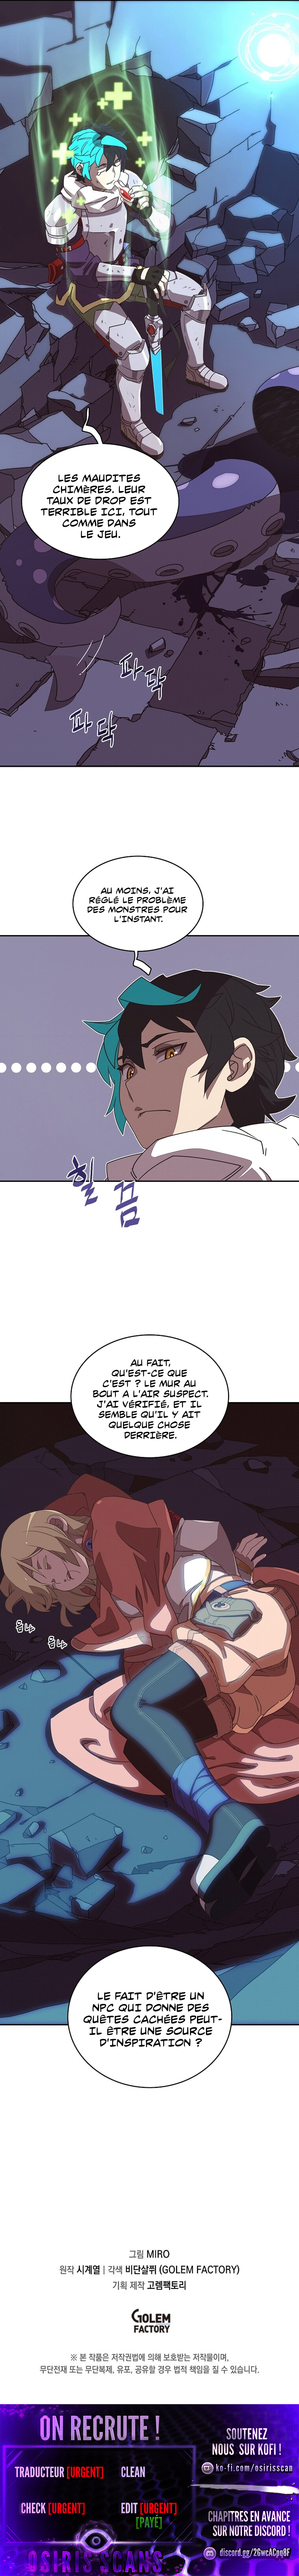 LES MAUDITES
CHIMÈRES. LEUR
TAUX DE DROP EST
TERRIBLE ICI, TOUT
COMME DANS
LE JEU.
파
닥
파
닥
AU MOINS, J'AI
RÉGLÉ LE PROBLÈME
DES MONSTRES POUR
L'INSTANT.
힐
끔
AU FAIT,
QU'EST-CE QUE
C'EST ? LE MUR AU
BOUT A L'AIR SUSPECT.
J'AI VÉRIFIÉ, ET IL
SEMBLE QU'IL Y AIT
QUELQUE CHOSE
DERRIÈRE.
LE FAIT D'ÊTRE UN
NPC QUI DONNE DES
QUÊTES CACHÉES PEUT-
IL ÊTRE UNE SOURCE
D'INSPIRATION ?
그림 MIRO
원작 시계열 | 각색 비단살쮜 (GOLEM FACTORY)
기획 제작 고렘팩토리
GOLEM
FACTORY
※ 본 작품은 저작권법에 의해 보호받는 저작물이며,
무단전재 또는 무단복제, 유포, 공유할 경우 법적 책임을 질 수 있습니다.
ON RECRUTE !
TRADUCTEUR [URGENT] CLEAN
CHECK [URGENT] EDIT [URGENT]
[PAYÉ]
OSIRIS SCANS
SOUTENEZ
NOUS SUR KOFI !
ko-fi.com/osirisscan
CHAPITRES EN AVANCE
SUR NOTRE DISCORD !